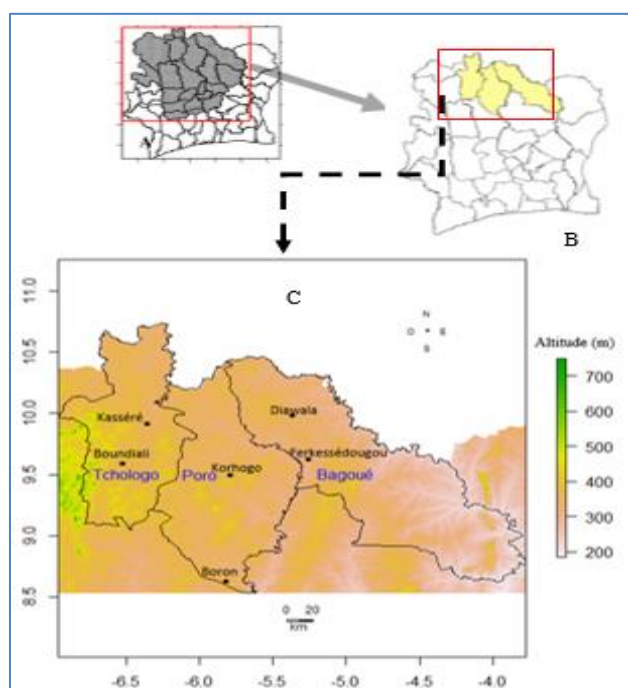 A
B
C
N
O E
S
Altitude (m)
700
600
500
400
300
200
11.0
10.5
10.0
9.5
9.0
8.5
Diawala
Kasséré
Ferkessédougou
Boundiali
Tchologo Poro Bagoué
Korhogo
Boron
0 20
km
-6.5 -6.0 -5.5 -5.0 -4.5 -4.0